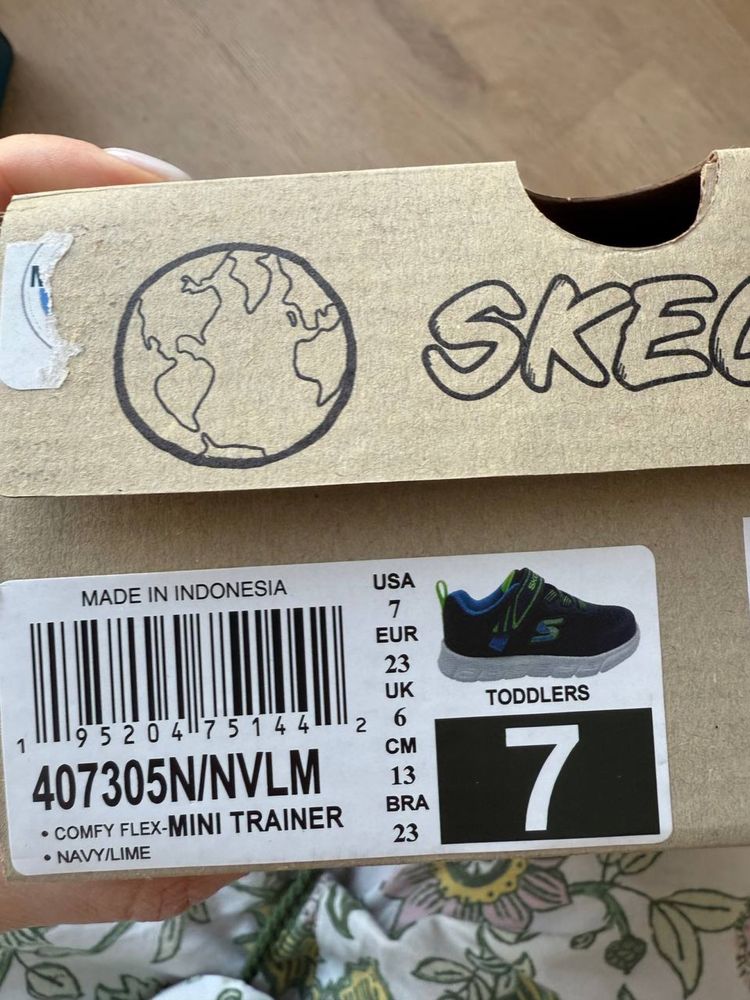 SKEC
MADE IN INDONESIA
1 95204 75144 2
407305N/NVLM
• COMFY FLEX-MINI TRAINER
• NAVY/LIME
USA
7
EUR
23
UK
6
CM
13
BRA
23
TODDLERS
7